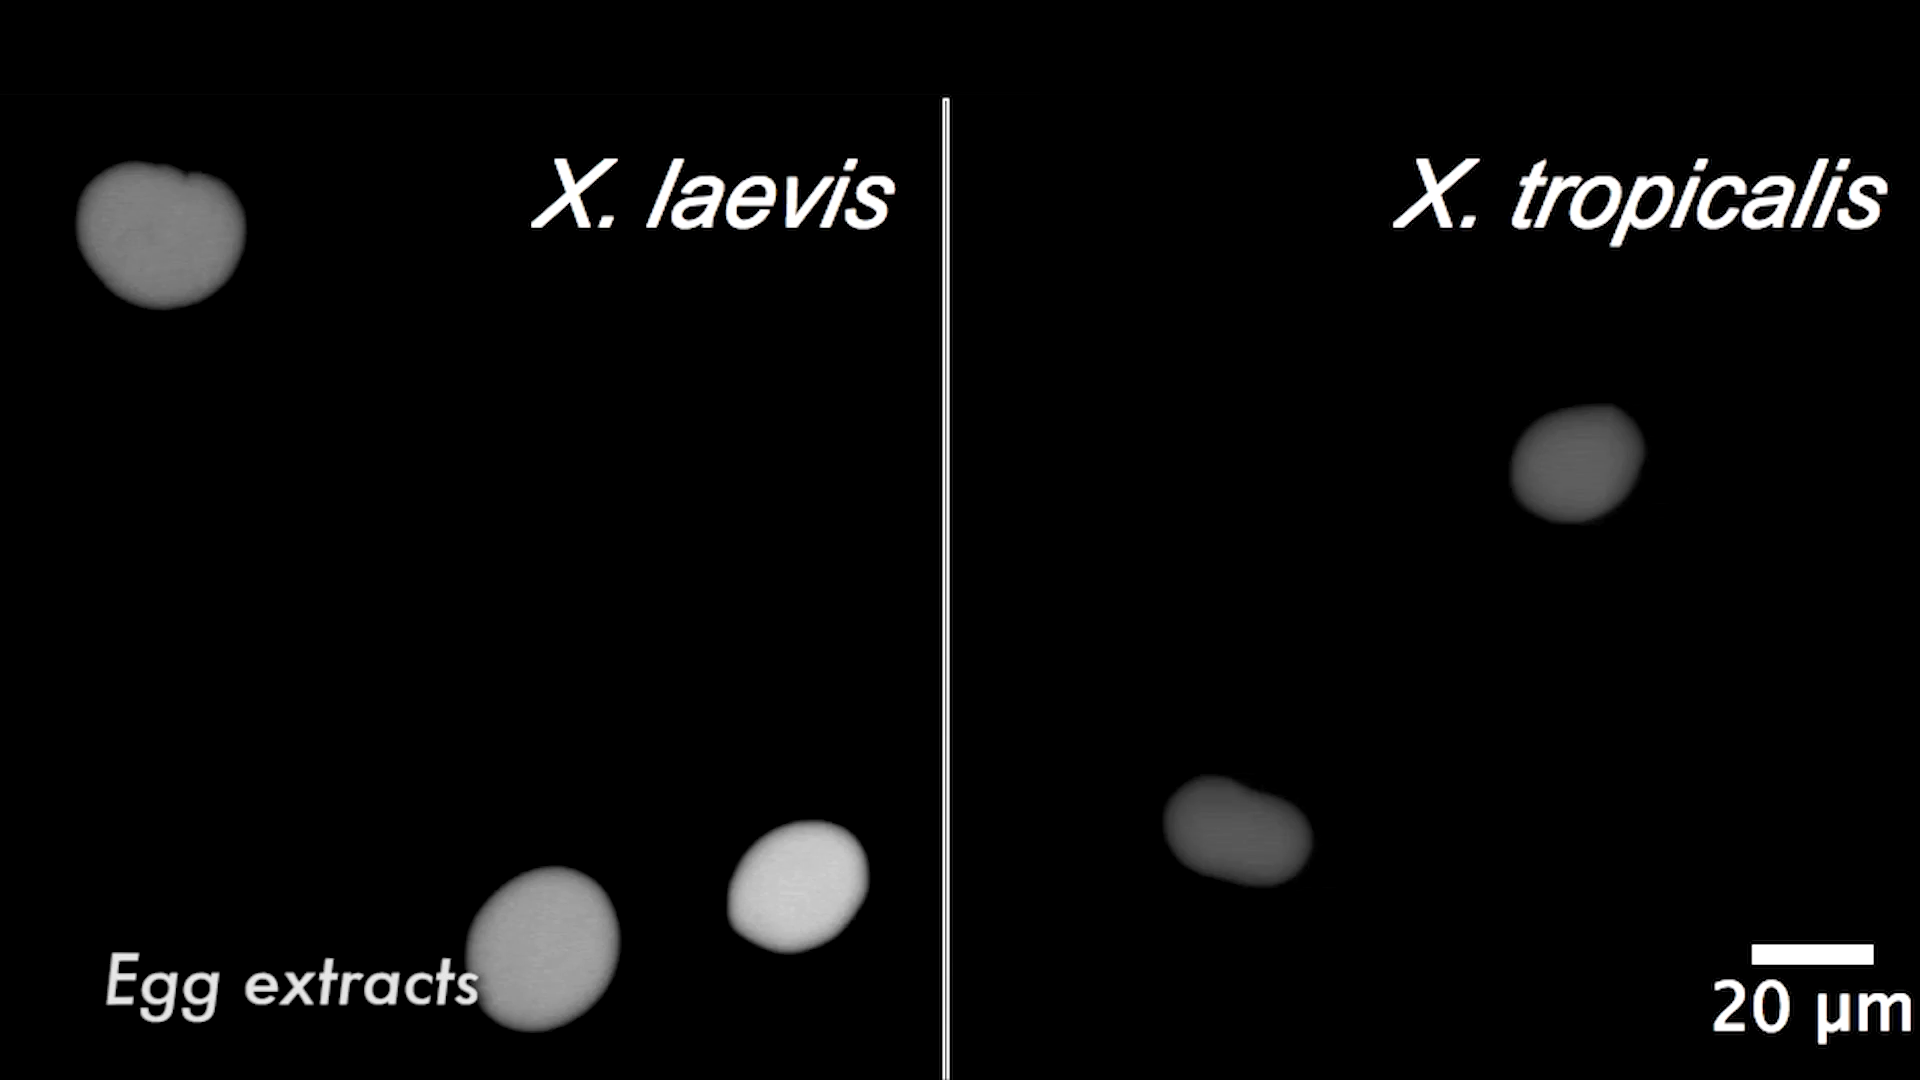 X. laevis
X. tropicalis
Egg extracts
20 µm